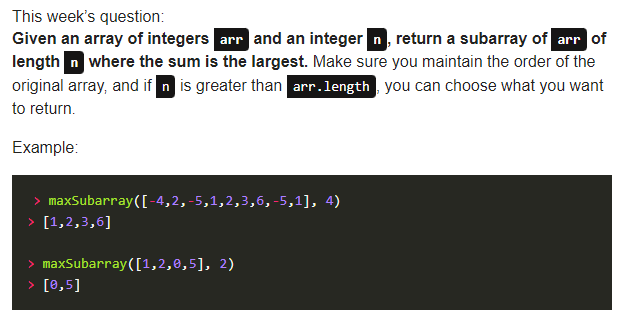 This week’s question:
Given an array of integers arr and an integer n, return a subarray of arr of
length n where the sum is the largest. Make sure you maintain the order of the
original array, and if n is greater than arr.length, you can choose what you want
to return.
Example:
> maxSubarray([-4,2,-5,1,2,3,6,-5,1], 4)
> [1,2,3,6]
> maxSubarray([1,2,0,5], 2)
> [0,5]